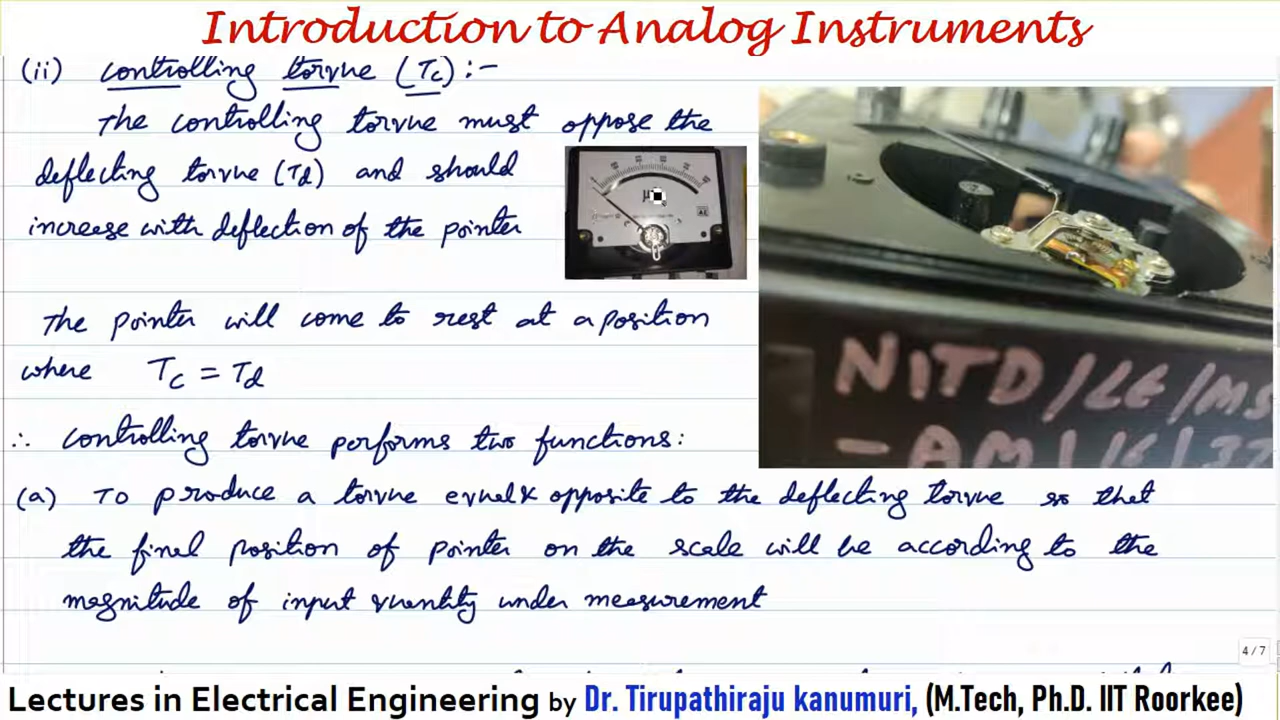 Introduction to Analog Instruments
(ii) controlling torque (Tc) :-
The controlling torque must oppose the
deflecting torque (Td) and should
increase with deflection of the pointer
The pointer will come to rest at a position
where Tc = Td
∴ controlling torque performs two functions:
(a) To produce a torque equal & opposite to the deflecting torque so that
the final position of pointer on the scale will be according to the
magnitude of input quantity under measurement
NITD/EE/MS
- AM/16/37
4 / 7
Lectures in Electrical Engineering by Dr. Tirupathiraju kanumuri, (M.Tech, Ph.D. IIT Roorkee)